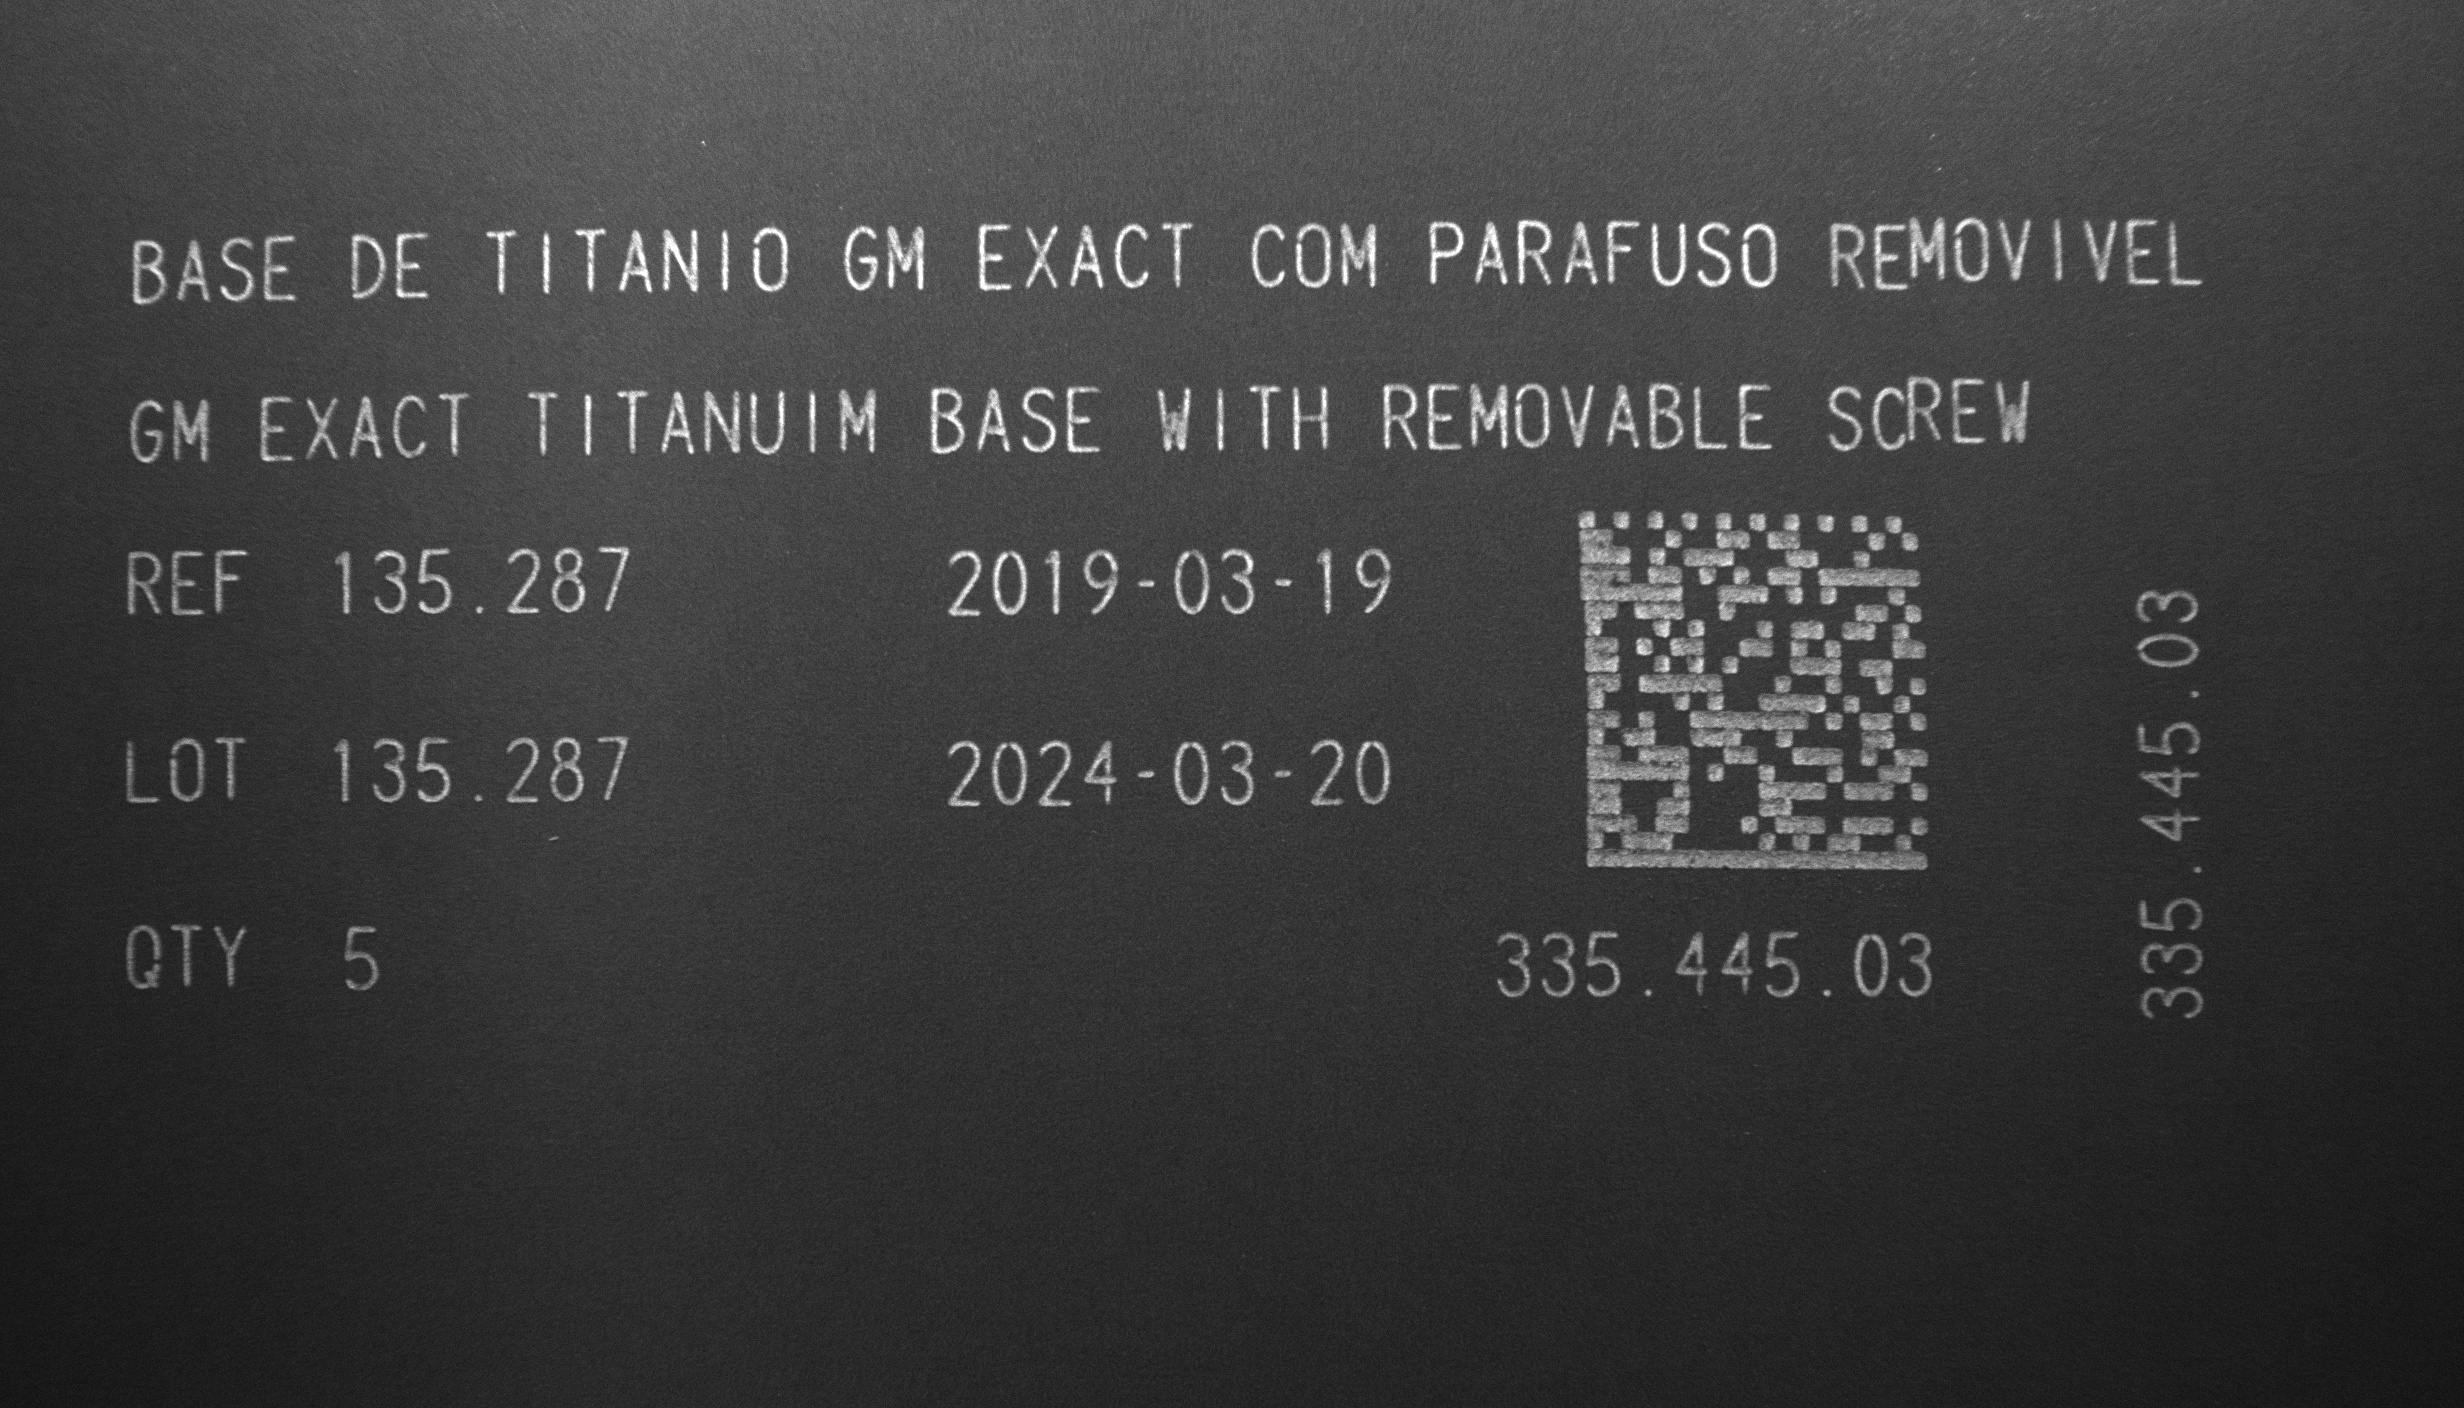 BASE DE TITANIO GM EXACT COM PARAFUSO REMOVIVEL
GM EXACT TITANUIM BASE WITH REMOVABLE SCREW
REF 135.287 2019-03-19
LOT 135.287 2024-03-20
QTY 5
335.445.03
335.445.03